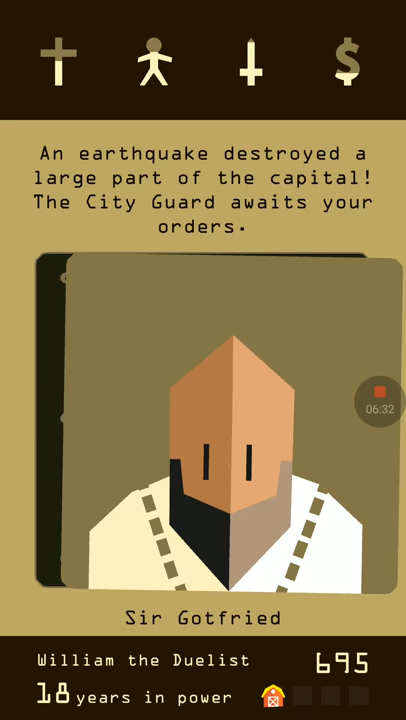 An earthquake destroyed a
large part of the capital!
The City Guard awaits your
orders.
06:32
Sir Gotfried
William the Duelist
695
18 years in power